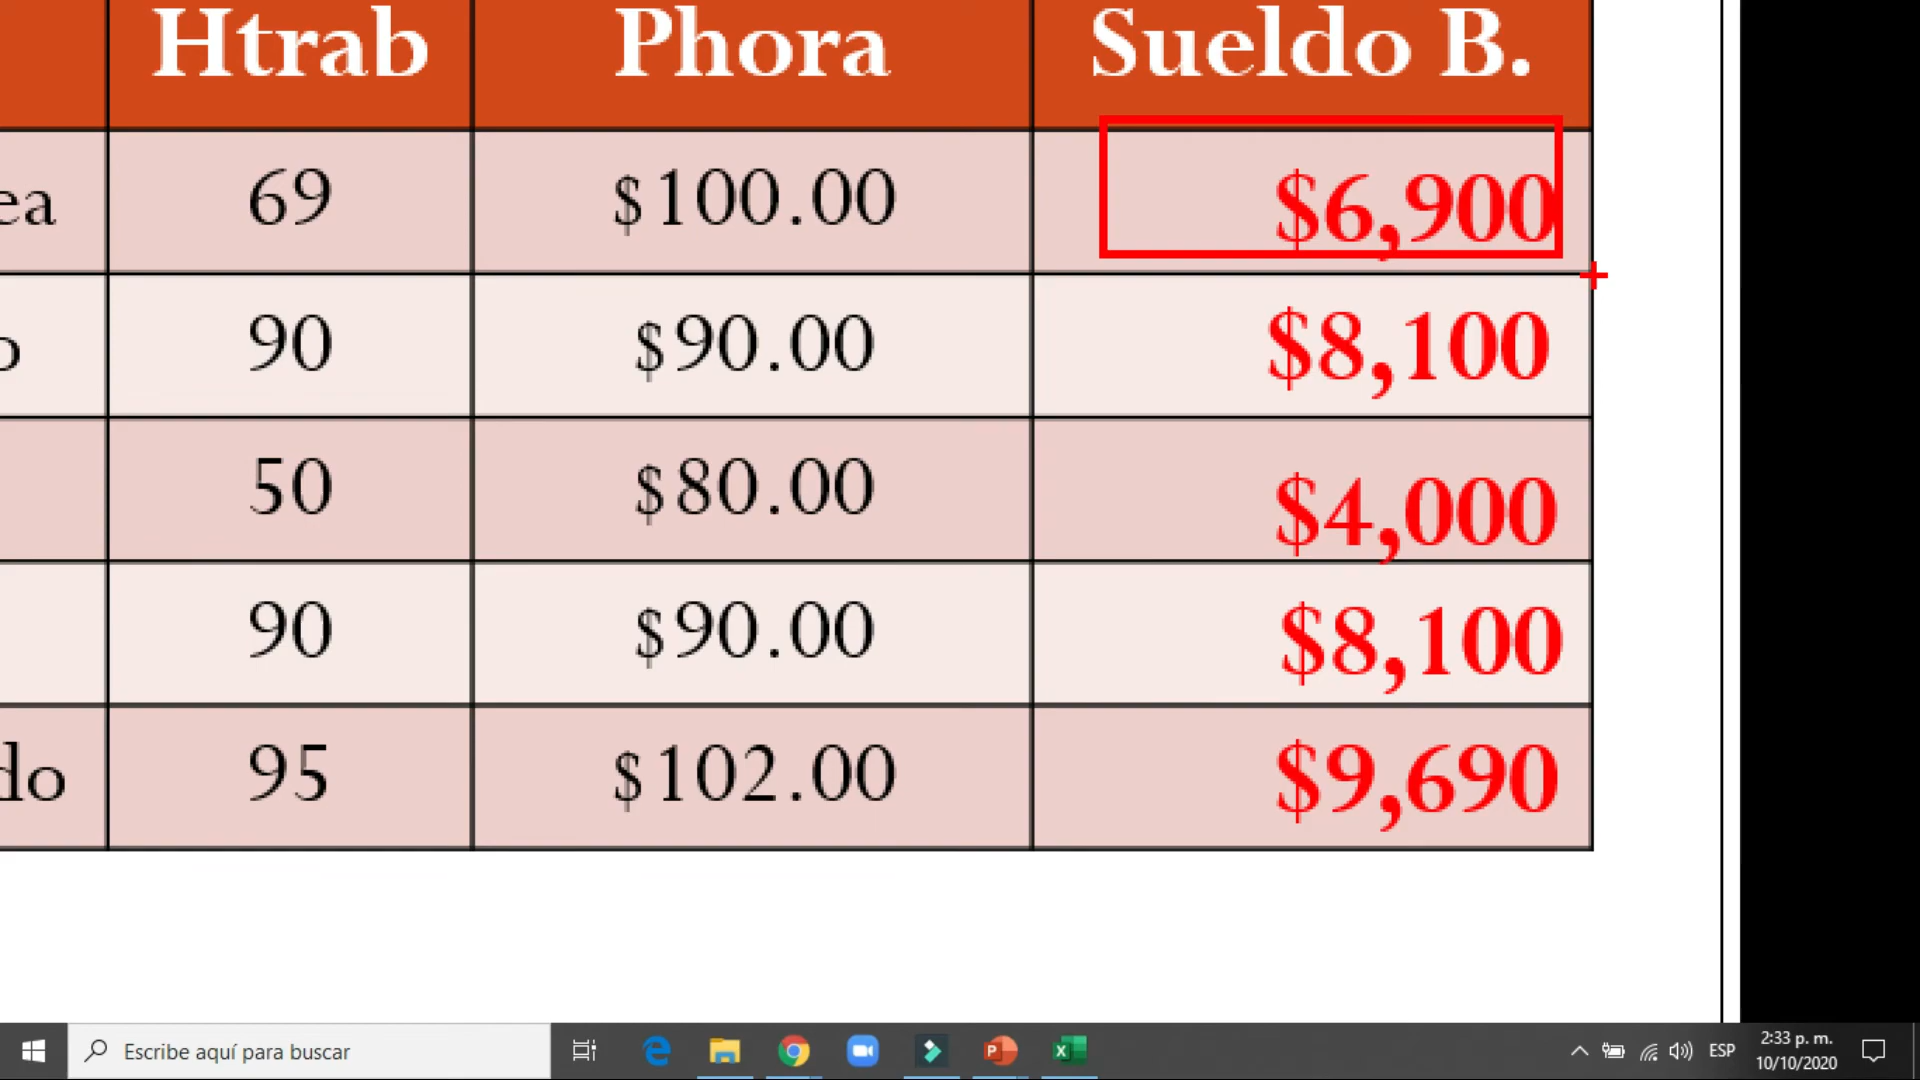 Htrab Phora Sueldo B.
ea 69 $100.00 $6,900
o 90 $90.00 $8,100
50 $80.00 $4,000
90 $90.00 $8,100
do 95 $102.00 $9,690
Escribe aquí para buscar
ESP
2:33 p. m.
10/10/2020